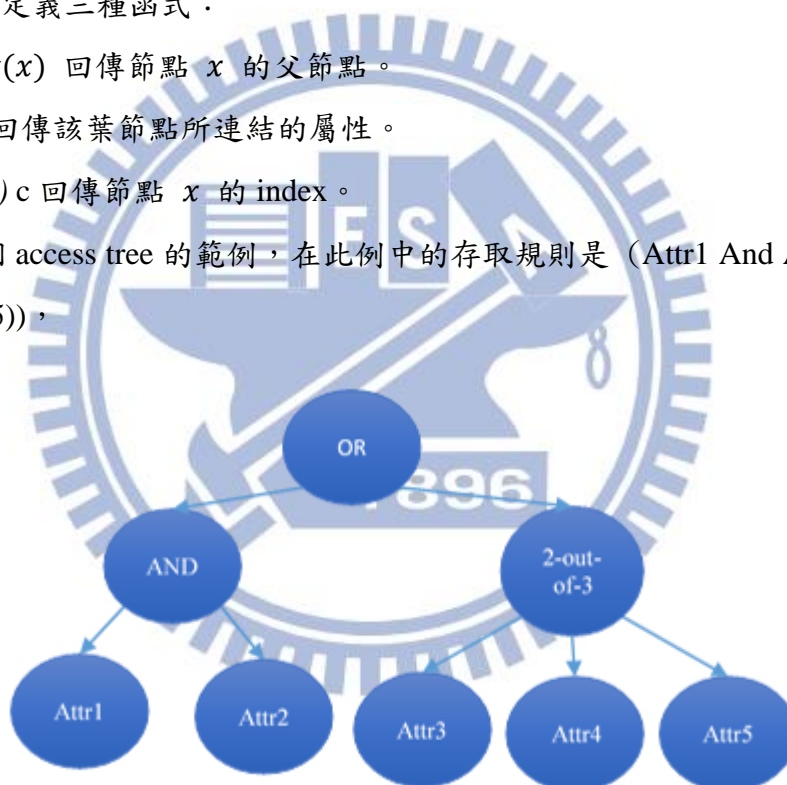 定義三種函式：
(x) 回傳節點 x 的父節點。
回傳該葉節點所連結的屬性。
) c 回傳節點 x 的 index。
access tree 的範例，在此例中的存取規則是（Attr1 And
))，
ESA
1896
OR
AND
2-out-
of-3
Attr1
Attr2
Attr3
Attr4
Attr5